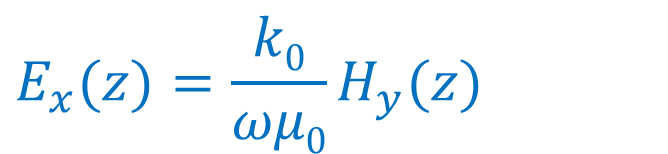 $E_x(z) = \frac{k_0}{\omega\mu_0} H_y(z)$